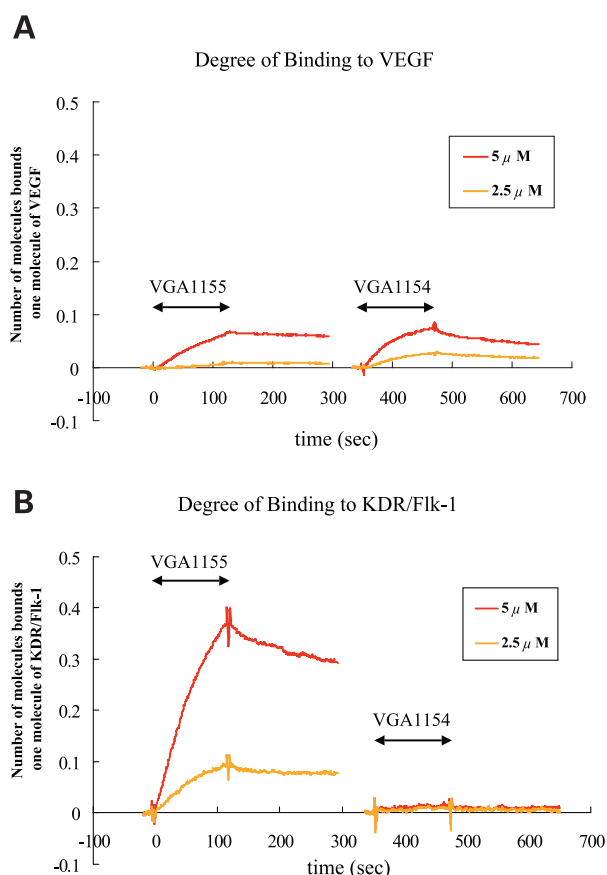 A
Degree of Binding to VEGF
Number of molecules bounds
one molecule of VEGF
0.5
0.4
0.3
0.2
0.1
0
-0.1
5 μ M
2.5 μ M
VGA1155
VGA1154
-100 0 100 200 300 400 500 600 700
time (sec)
B
Degree of Binding to KDR/Flk-1
Number of molecules bounds
one molecule of KDR/Flk-1
0.5
0.4
0.3
0.2
0.1
0
-0.1
VGA1155
5 μ M
2.5 μ M
VGA1154
-100 0 100 200 300 400 500 600 700
time (sec)